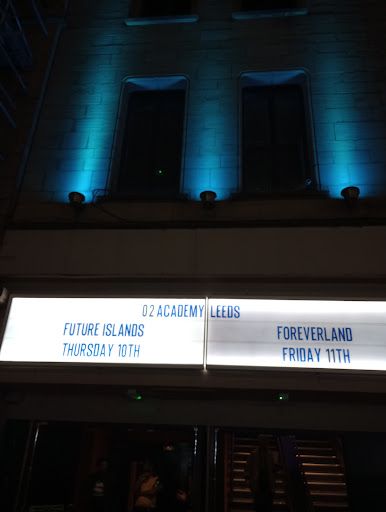 O2 ACADEMY LEEDS
FUTURE ISLANDS
THURSDAY 10TH
FOREVERLAND
FRIDAY 11TH